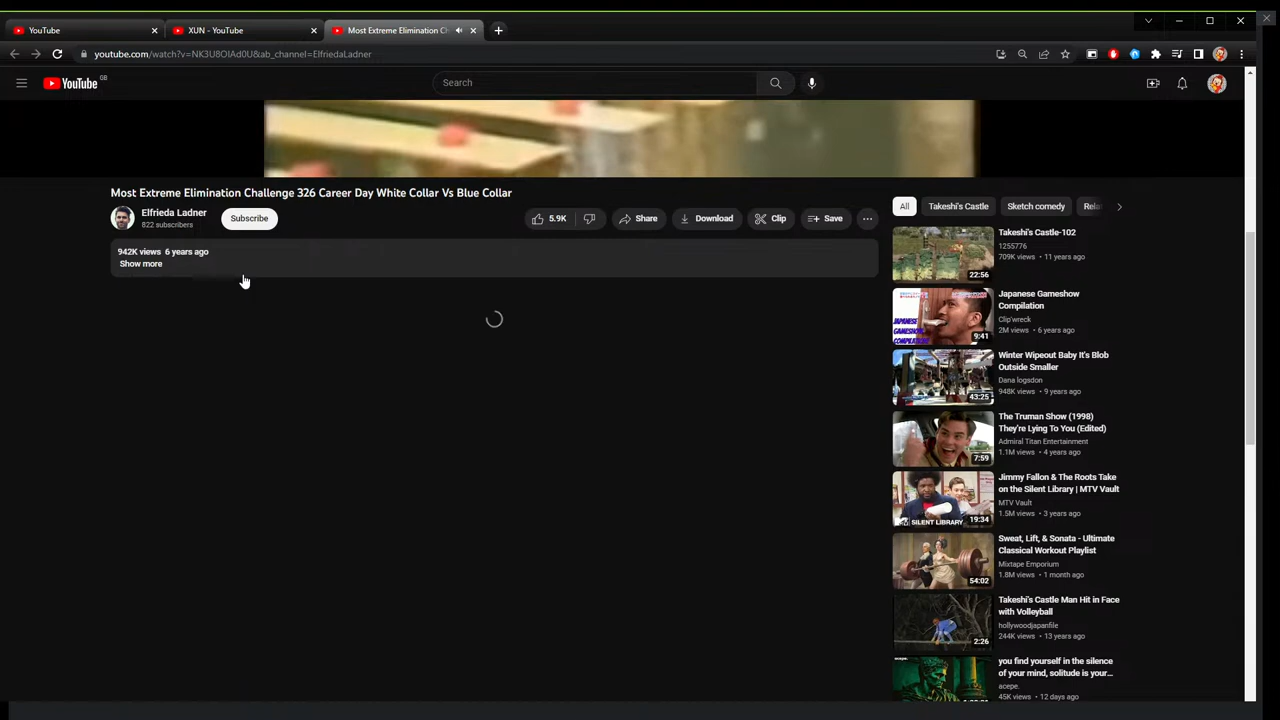 YouTube
XUN - YouTube
Most Extreme Elimination Ch
youtube.com/watch?v=NK3U8OlAd0U&ab_channel=ElfriedaLadner
YouTube GB
Search
Most Extreme Elimination Challenge 326 Career Day White Collar Vs Blue Collar
Elfrieda Ladner
822 subscribers
Subscribe
5.9K
Share
Download
Clip
Save
942K views 6 years ago
Show more
All
Takeshi's Castle
Sketch comedy
Rela
22:56
Takeshi's Castle-102
1255776
709K views • 11 years ago
JAPANESE
GAMESHOW
COMPILATION
9:41
Japanese Gameshow
Compilation
Clip'wreck
2M views • 6 years ago
43:25
Winter Wipeout Baby It's Blob
Outside Smaller
Dana logsdon
948K views • 9 years ago
7:59
The Truman Show (1998)
They're Lying To You (Edited)
Admiral Titan Entertainment
1.1M views • 4 years ago
SILENT LIBRARY
19:34
Jimmy Fallon & The Roots Take
on the Silent Library | MTV Vault
MTV Vault
1.5M views • 3 years ago
54:02
Sweat, Lift, & Sonata - Ultimate
Classical Workout Playlist
Mixtape Emporium
1.8M views • 1 month ago
2:26
Takeshi's Castle Man Hit in Face
with Volleyball
hollywoodjapanfile
244K views • 13 years ago
acepe.
you find yourself in the silence
of your mind, solitude is your...
acepe.
45K views • 12 days ago